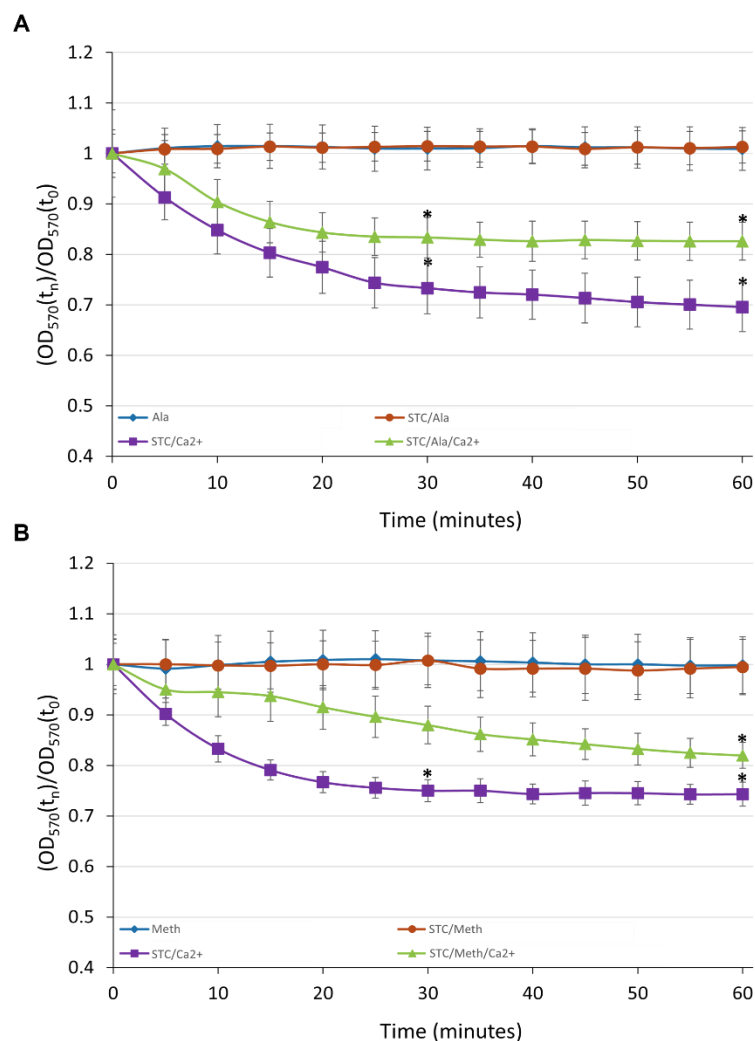 A
(OD570(tn)/OD570(t0)
1.2
1.1
1
0.9
0.8
0.7
0.6
0.5
0.4
* *
* *
Ala STC/Ala
STC/Ca2+ STC/Ala/Ca2+
0 10 20 30 40 50 60
Time (minutes)
B
(OD570(tn)/OD570(t0)
1.2
1.1
1
0.9
0.8
0.7
0.6
0.5
0.4
*
* *
Meth STC/Meth
STC/Ca2+ STC/Meth/Ca2+
0 10 20 30 40 50 60
Time (minutes)